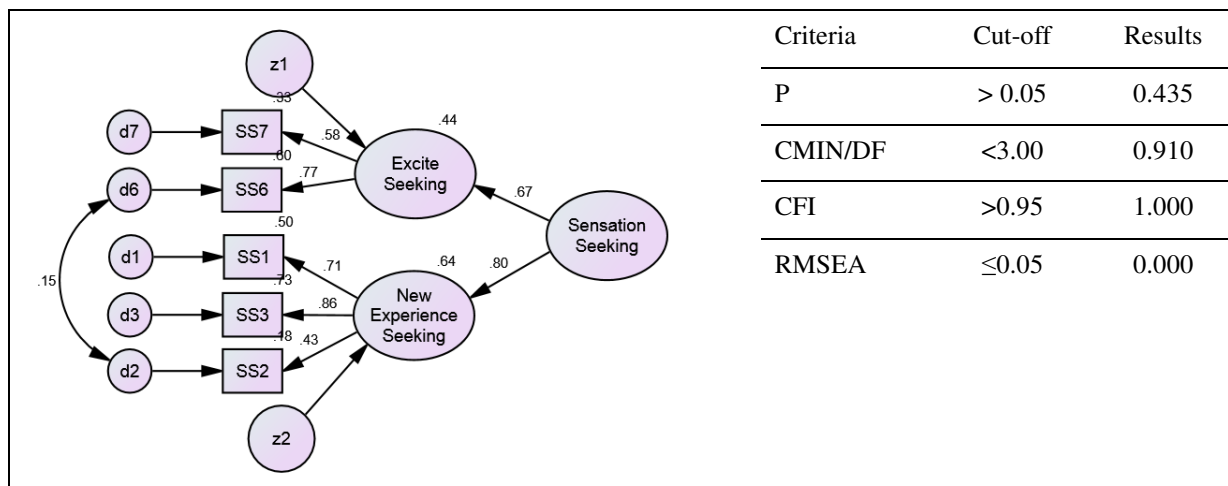 z1
.33
d7
SS7
.58
.44
.60
Excite
Seeking
d6
SS6
.77
.67
.50
Sensation
Seeking
d1
SS1
.71
.64
.80
.15
.73
New
Experience
Seeking
d3
SS3
.86
.18
.43
d2
SS2
z2
Criteria Cut-off Results
P > 0.05 0.435
CMIN/DF <3.00 0.910
CFI >0.95 1.000
RMSEA ≤0.05 0.000